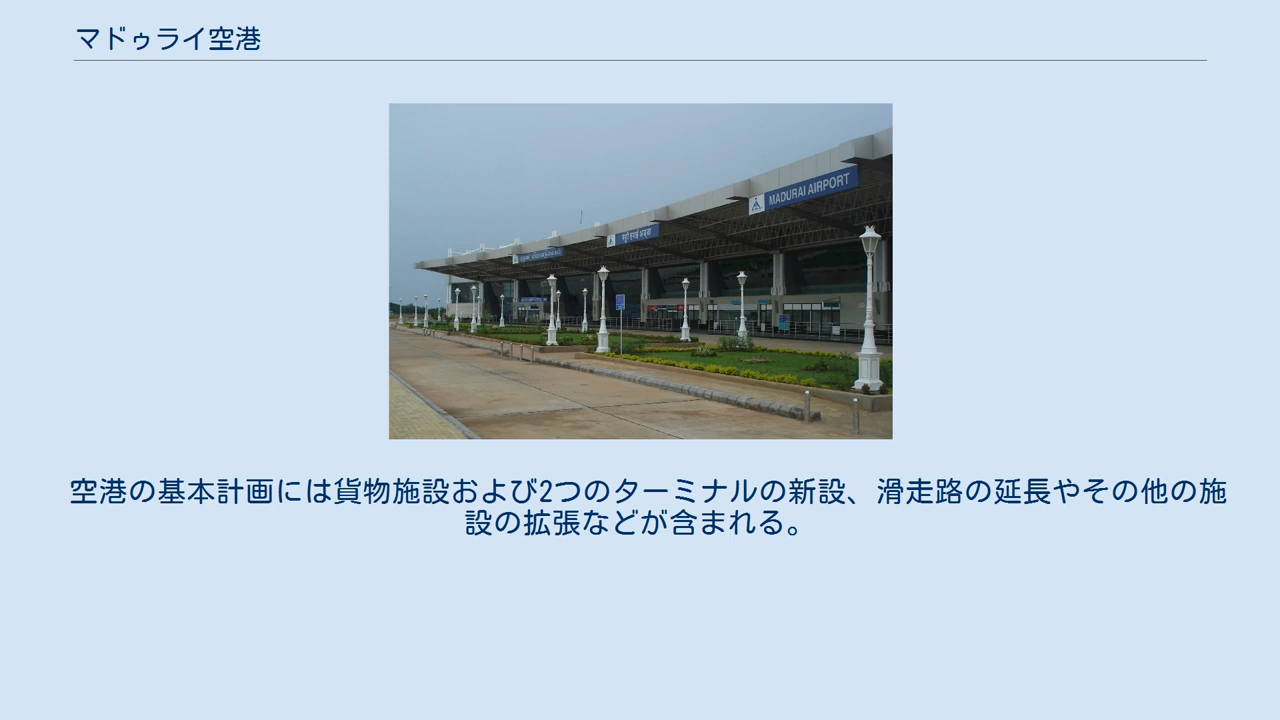 マドゥライ空港
MADURAI AIRPORT
空港の基本計画には貨物施設および2つのターミナルの新設、滑走路の延長やその他の施
設の拡張などが含まれる。